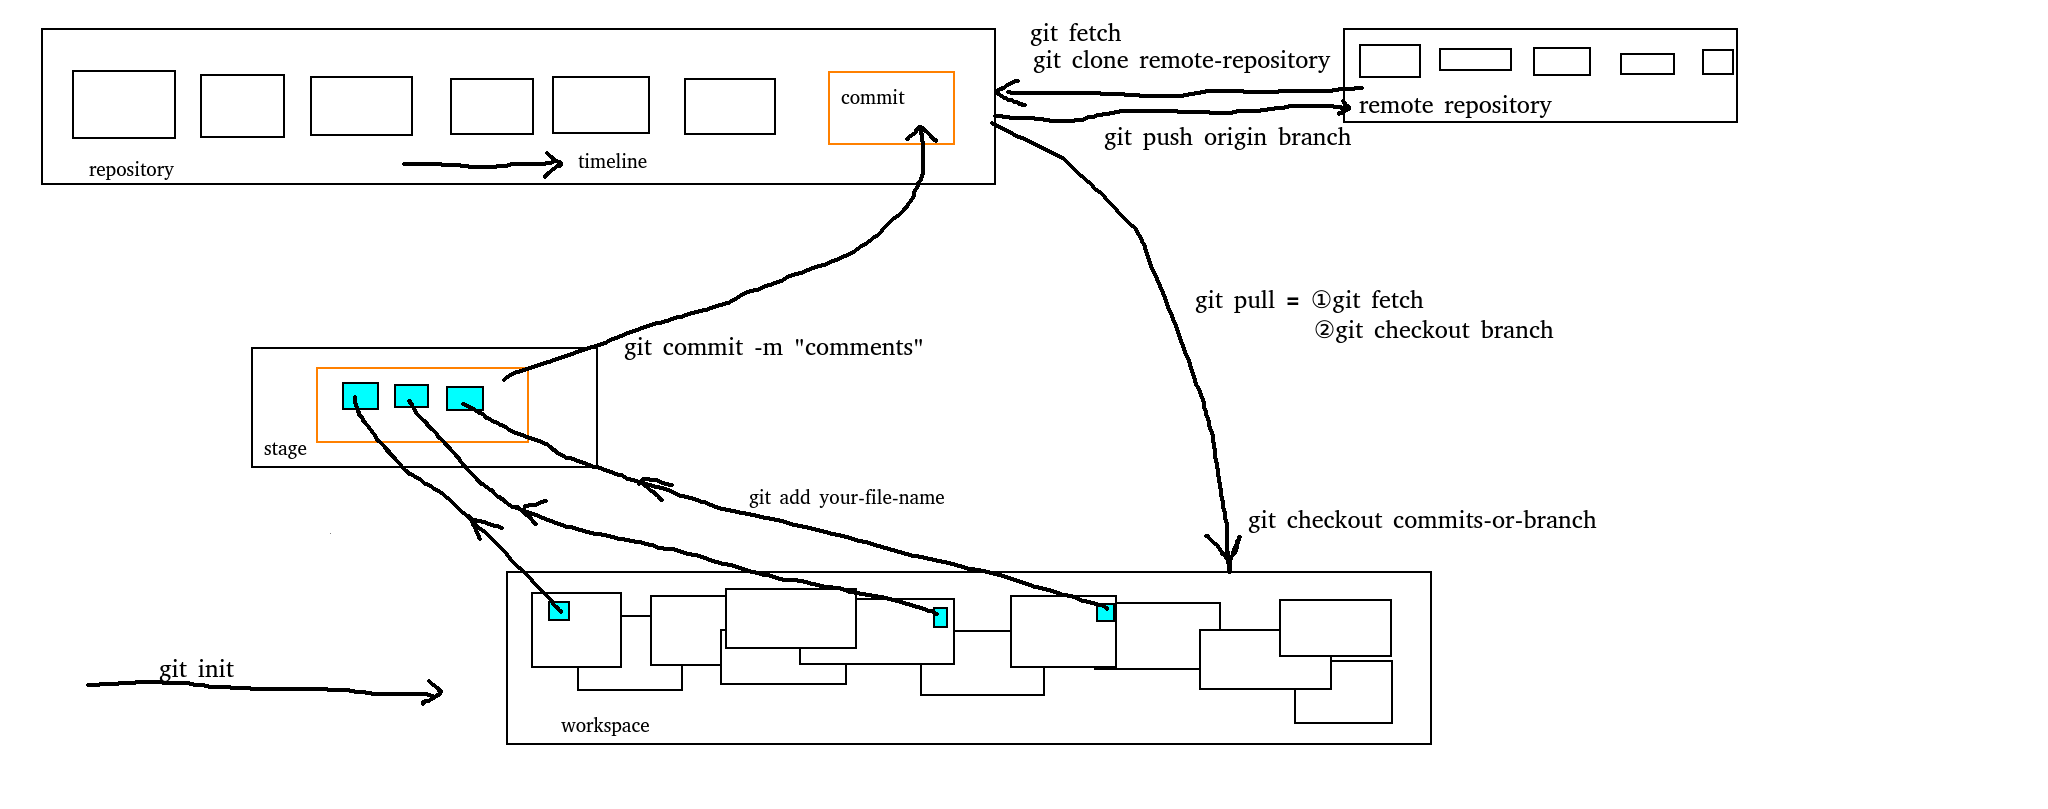 git fetch
git clone remote-repository
commit
remote repository
git push origin branch
repository
timeline
git pull = ①git fetch
②git checkout branch
git commit -m "comments"
stage
git add your-file-name
git checkout commits-or-branch
git init
workspace